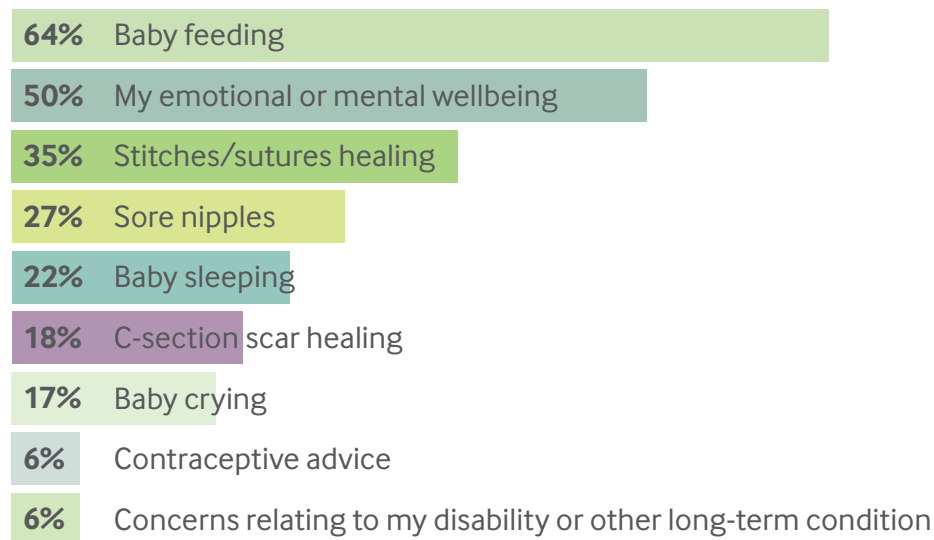 64% Baby feeding
50% My emotional or mental wellbeing
35% Stitches/sutures healing
27% Sore nipples
22% Baby sleeping
18% C-section scar healing
17% Baby crying
6% Contraceptive advice
6% Concerns relating to my disability or other long-term condition